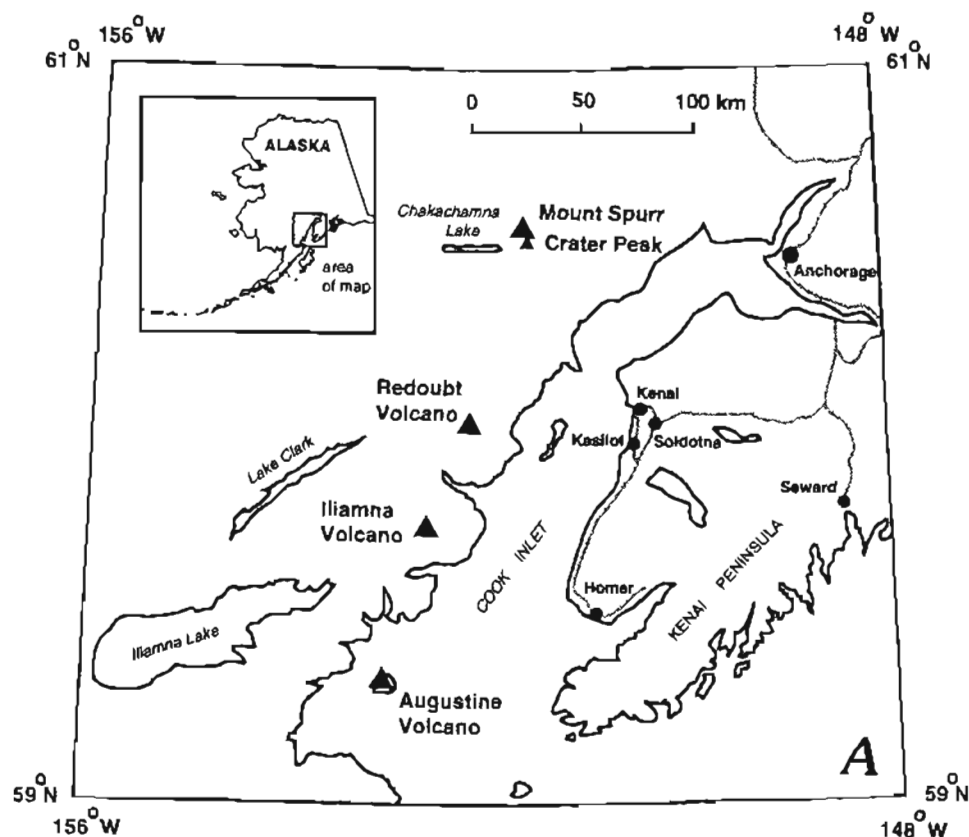 156°W
148°W
61°N
61°N
0 50 100 km
ALASKA
area
of map
Chakachamna
Lake
Mount Spurr
Crater Peak
Anchorage
Redoubt
Volcano
Kenai
Kasilof
Soldotna
Lake Clark
Seward
Iliamna
Volcano
COOK INLET
KENAI PENINSULA
Homer
Iliamna Lake
Augustine
Volcano
A
59°N
59°N
156°W
148°W